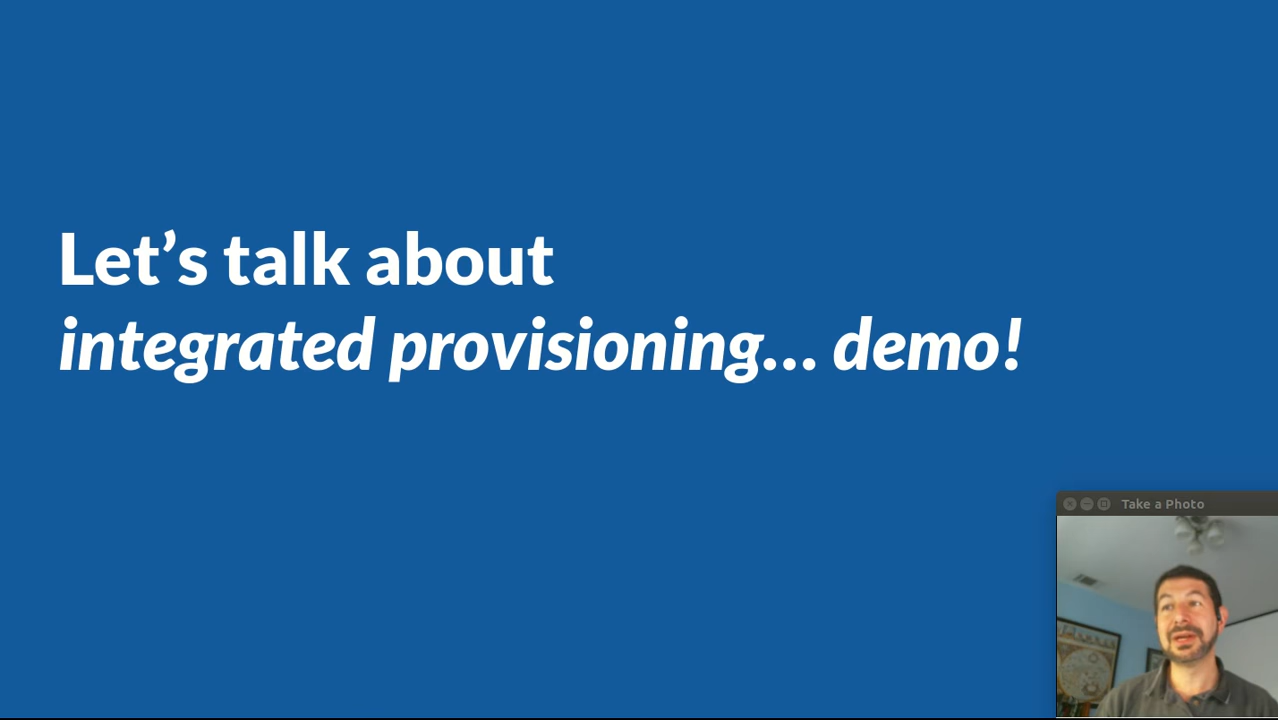 Let’s talk about
integrated provisioning... demo!
Take a Photo